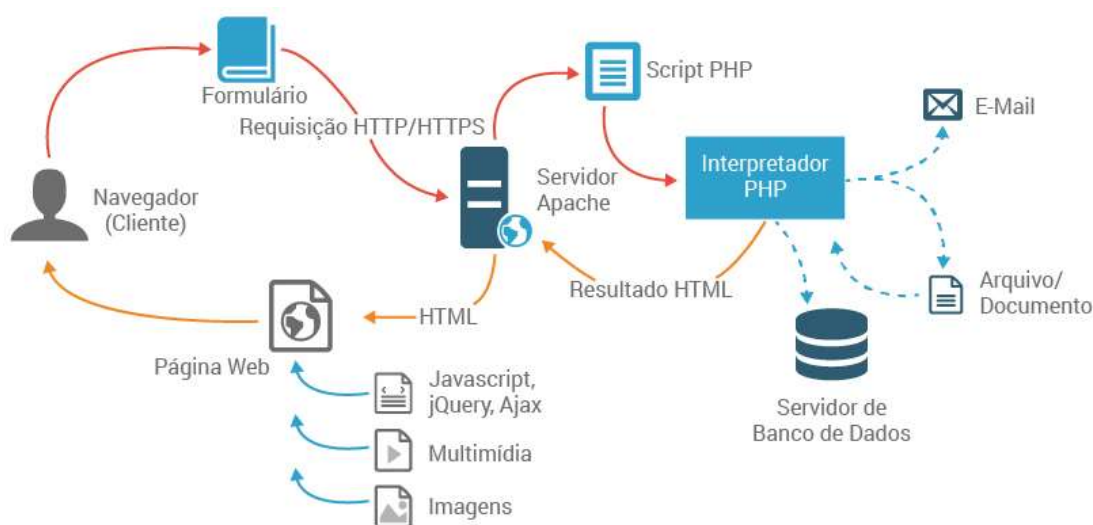 Formulário
Requisição HTTP/HTTPS
Navegador
(Cliente)
Servidor
Apache
Script PHP
Interpretador
PHP
E-Mail
Arquivo/
Documento
Resultado HTML
HTML
Página Web
Javascript,
jQuery, Ajax
Multimídia
Imagens
Servidor de
Banco de Dados